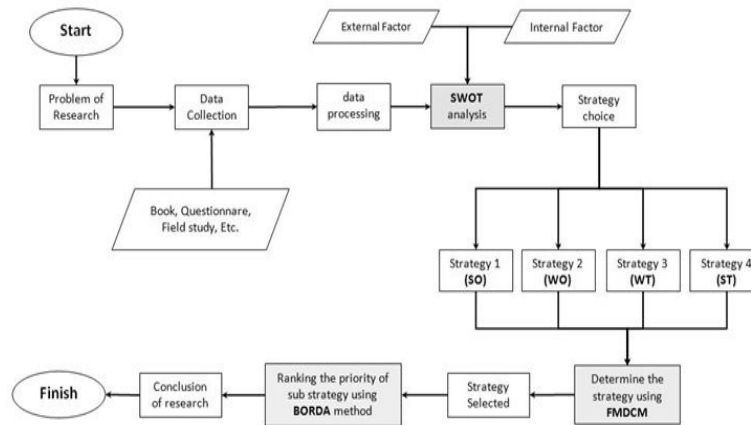 Start
External Factor
Internal Factor
Problem of
Research
Data
Collection
data
processing
SWOT
analysis
Strategy
choice
Book, Questionnare,
Field study, Etc.
Strategy 1
(SO)
Strategy 2
(WO)
Strategy 3
(WT)
Strategy 4
(ST)
Finish
Conclusion
of research
Ranking the priority of
sub strategy using
BORDA method
Strategy
Selected
Determine the
strategy using
FMDCM